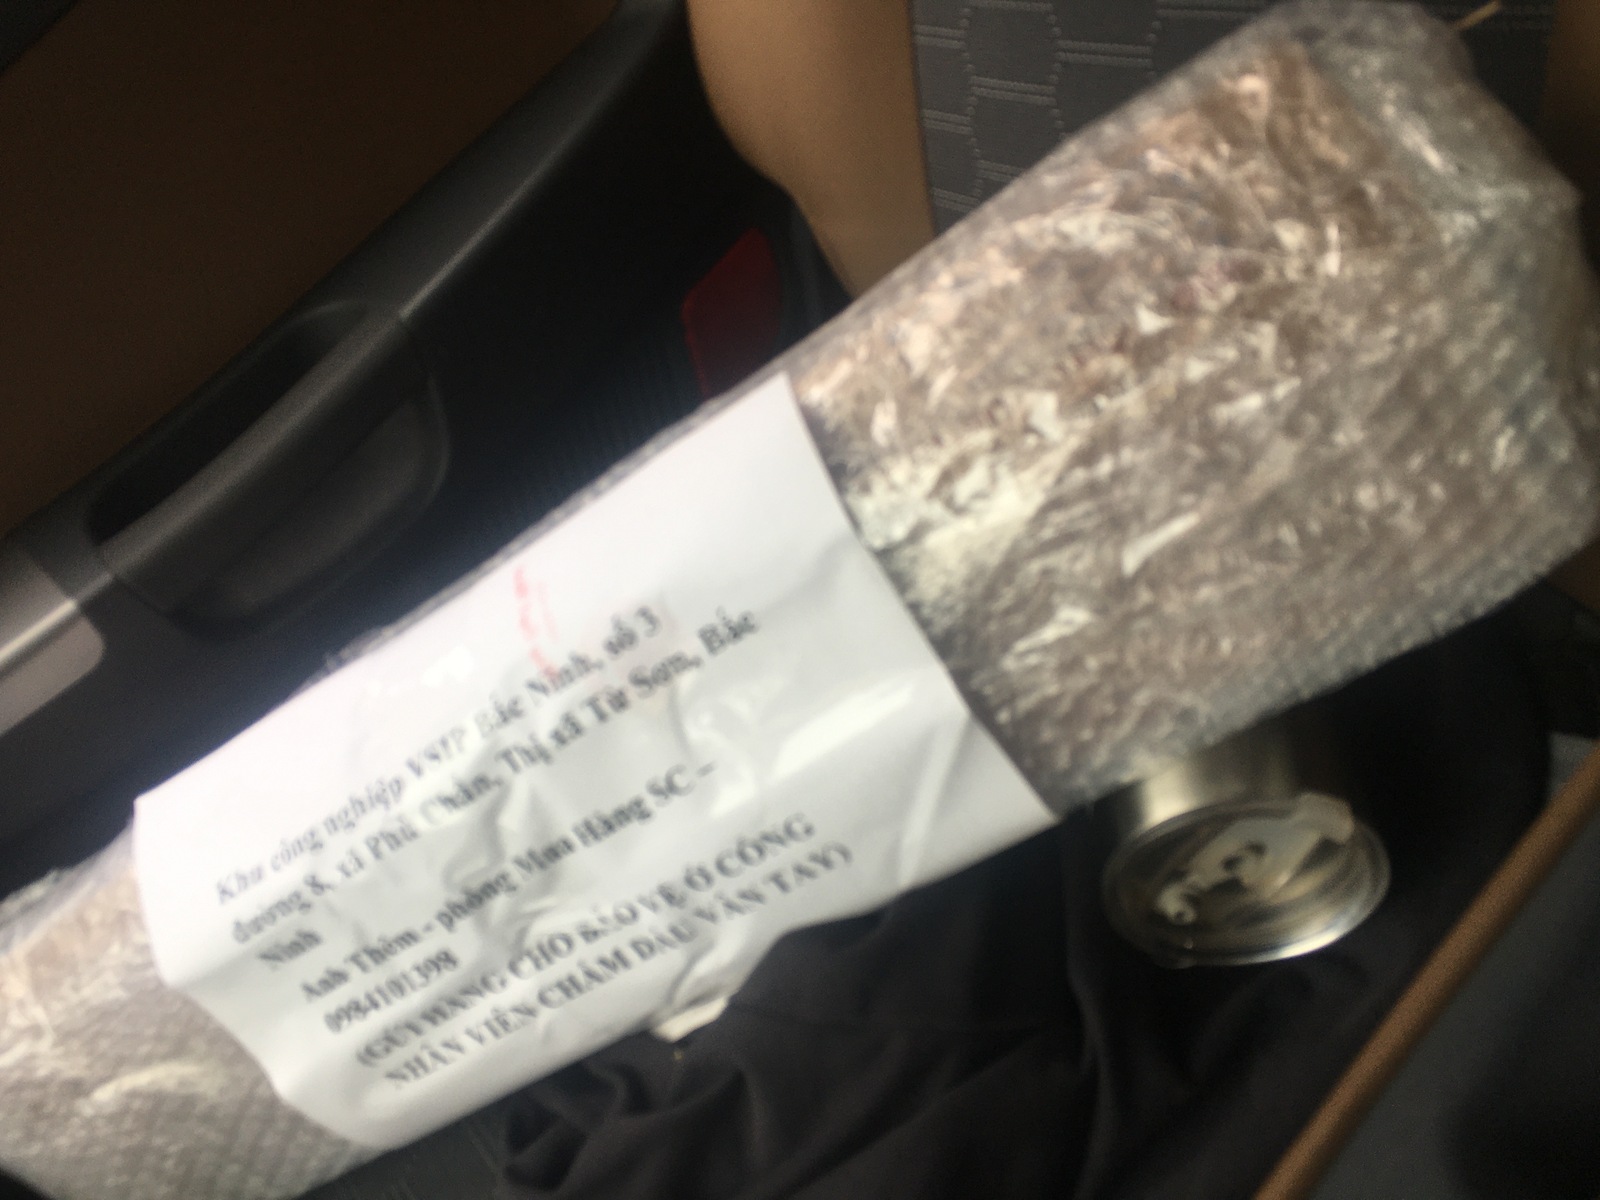 Khu công nghiệp VSIP Bắc Ninh, số 3
đường 8, xã Phù Chẩn, Thị xã Từ Sơn, Bắc
Ninh
Anh Thêm - phòng Mua Hàng SC –
0984101398
(GỬI HÀNG CHO BẢO VỆ Ở CỔNG
NHÂN VIÊN CHẤM DẤU VÂN TAY)